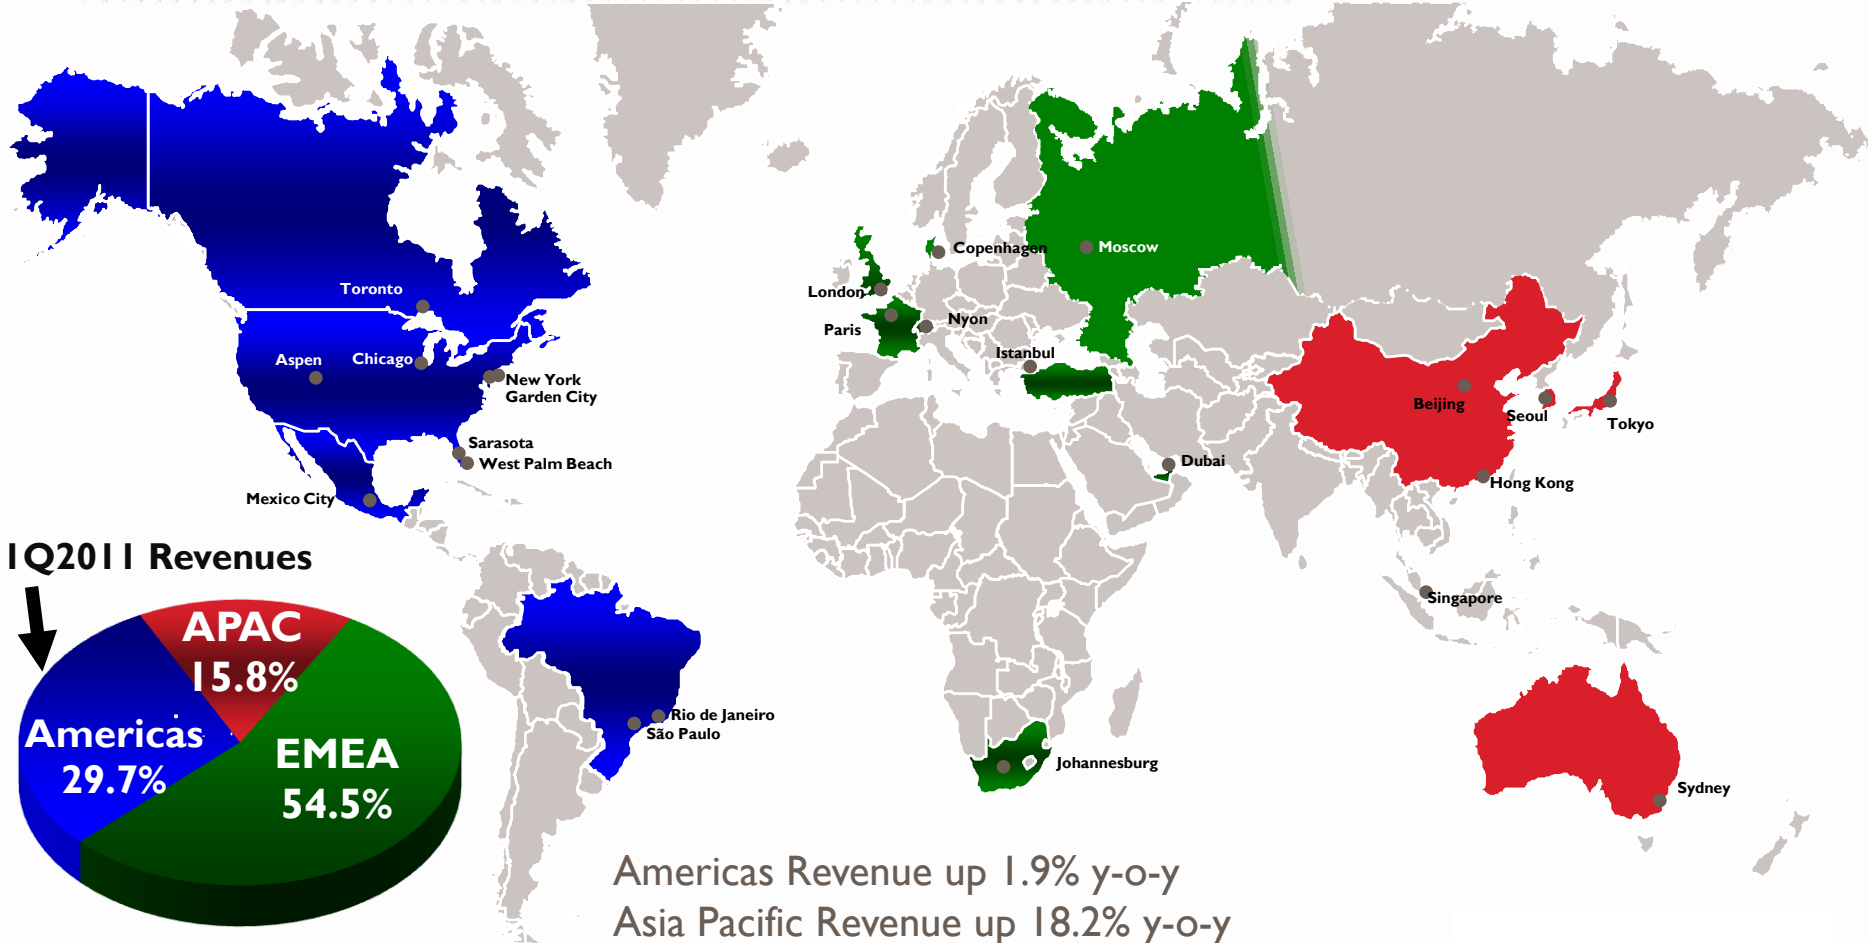 Copenhagen
Moscow
Toronto
London
Paris
Nyon
Istanbul
Aspen
Chicago
New York
Garden City
Beijing
Seoul
Tokyo
Sarasota
West Palm Beach
Dubai
Mexico City
Hong Kong
1Q2011 Revenues
Singapore
APAC
15.8%
Americas
29.7%
EMEA
54.5%
Rio de Janeiro
São Paulo
Johannesburg
Sydney
Americas Revenue up 1.9% y-o-y
Asia Pacific Revenue up 18.2% y-o-y